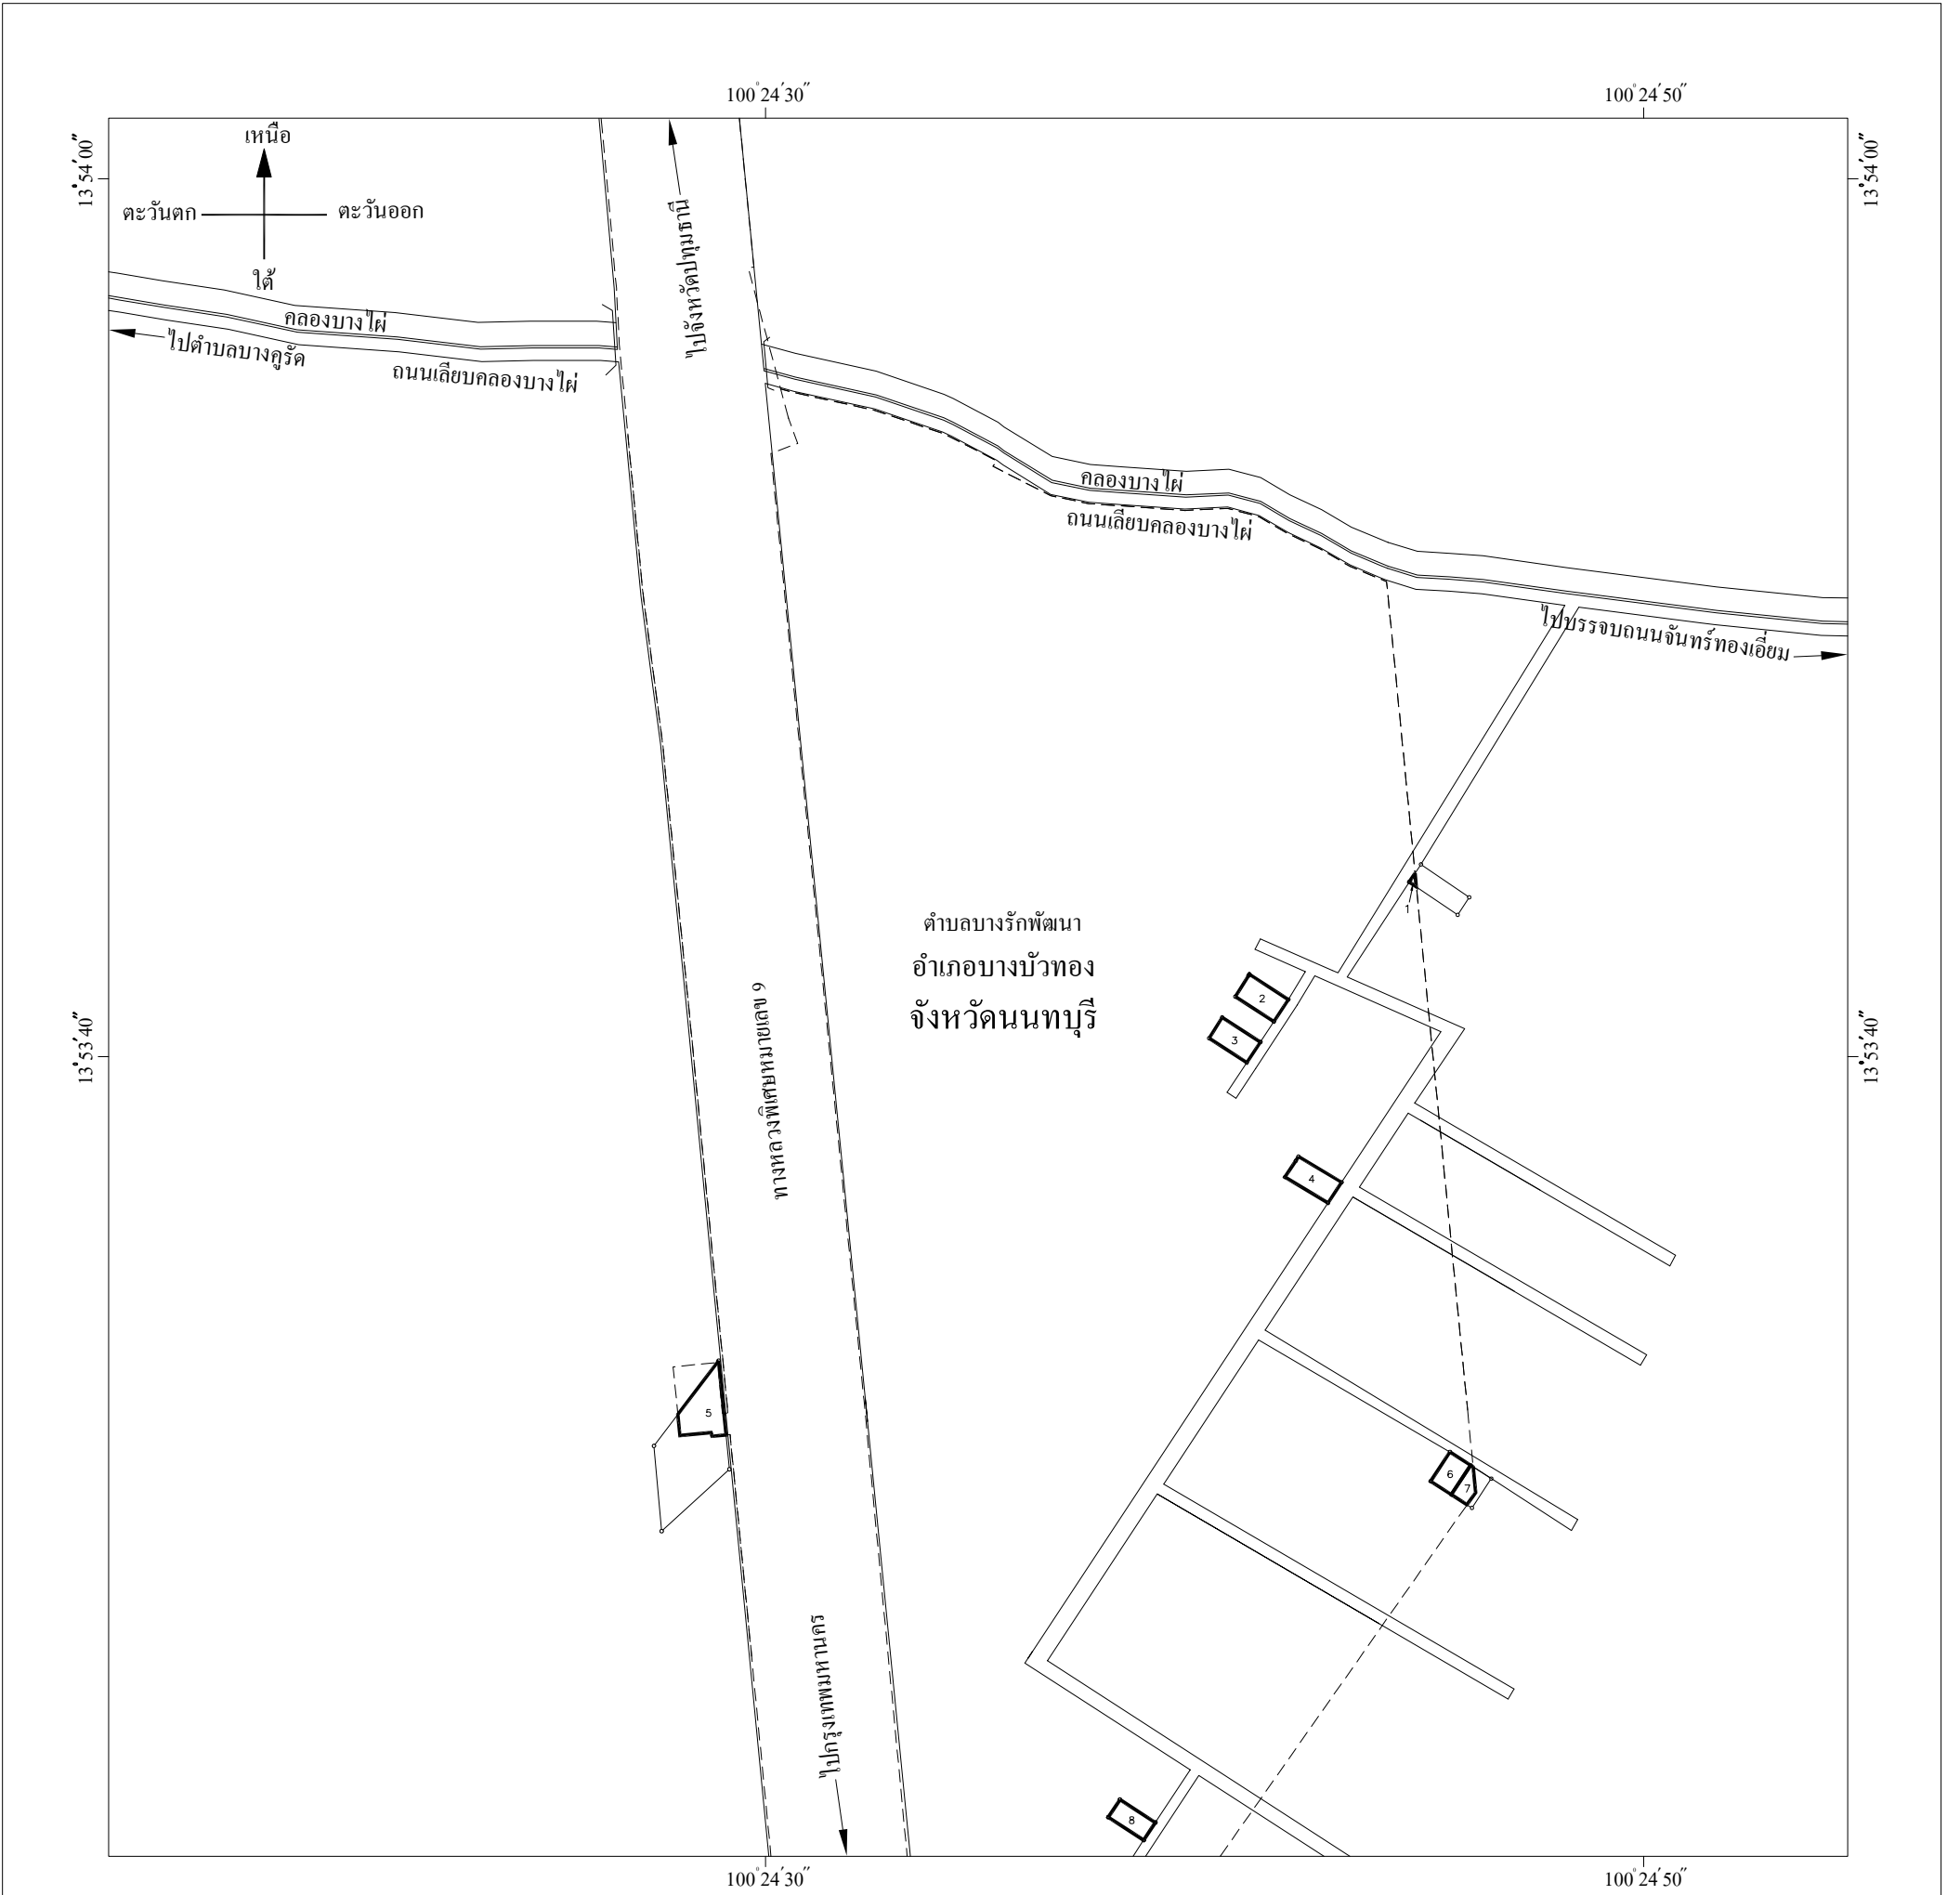 100°24′30″
100°24′50″
13°54′00″
13°54′00″
เหนือ
ตะวันตก
ตะวันออก
ใต้
ไปจังหวัดปทุมธานี
คลองบางไผ่
ไปตำบลบางคูรัด
ถนนเลียบคลองบางไผ่
คลองบางไผ่
ถนนเลียบคลองบางไผ่
ไปบรรจบถนนจันทร์ทองเอี่ยม
1
ตำบลบางรักพัฒนา
อำเภอบางบัวทอง
จังหวัดนนทบุรี
ทางหลวงพิเศษหมายเลข 9
2
3
13°53′40″
13°53′40″
4
5
6
7
ไปกรุงเทพมหานคร
8
100°24′30″
100°24′50″